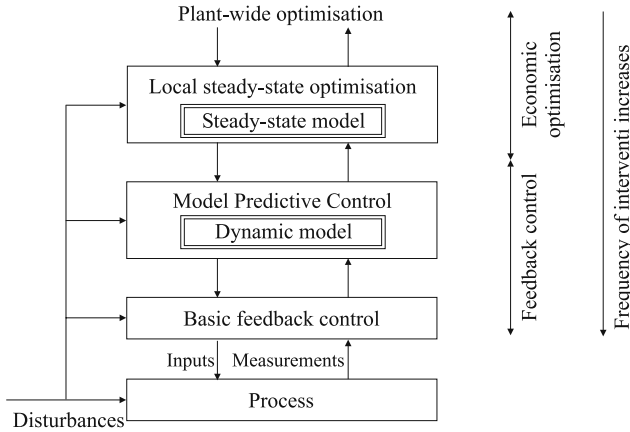 Plant-wide optimisation
Local steady-state optimisation
Steady-state model
Model Predictive Control
Dynamic model
Basic feedback control
Inputs
Measurements
Process
Disturbances
Economic
optimisation
Feedback control
Frequency of interventi increases